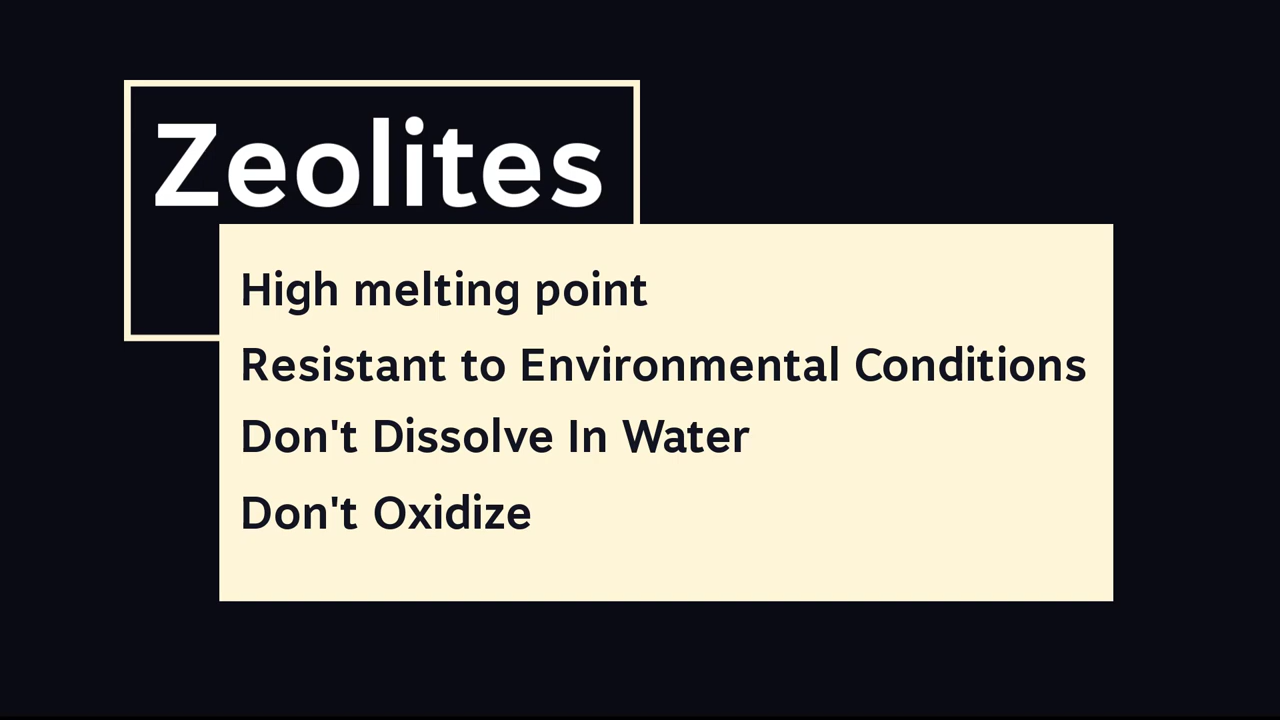 Zeolites
High melting point
Resistant to Environmental Conditions
Don't Dissolve In Water
Don't Oxidize